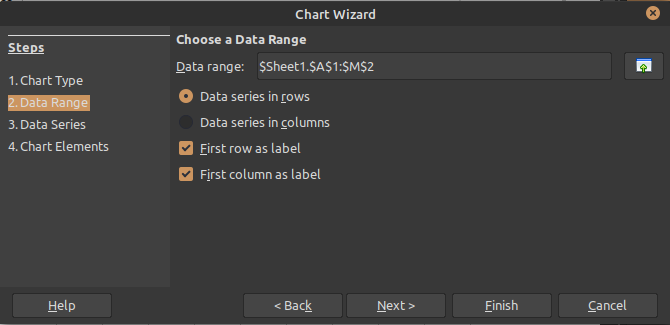 Chart Wizard
Steps
1. Chart Type
2. Data Range
3. Data Series
4. Chart Elements
Choose a Data Range
Data range: $Sheet1.$A$1:$M$2
Data series in rows
Data series in columns
First row as label
First column as label
Help < Back Next > Finish Cancel